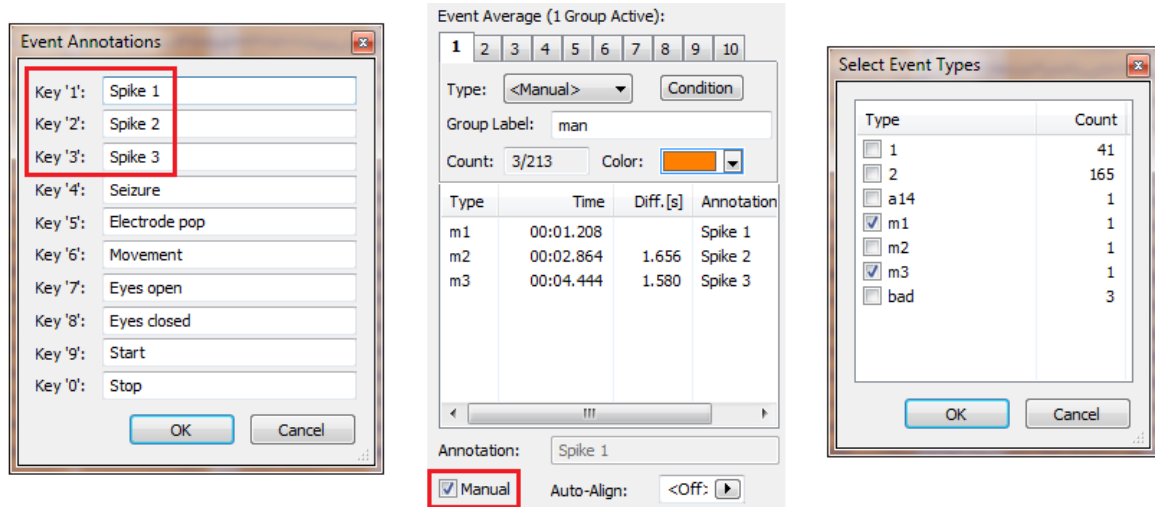 Event Annotations
Key '1': Spike 1
Key '2': Spike 2
Key '3': Spike 3
Key '4': Seizure
Key '5': Electrode pop
Key '6': Movement
Key '7': Eyes open
Key '8': Eyes closed
Key '9': Start
Key '0': Stop
OK Cancel
Event Average (1 Group Active):
1 2 3 4 5 6 7 8 9 10
Type: <Manual> Condition
Group Label: man
Count: 3/213 Color:
Type Time Diff.[s] Annotation
m1 00:01.208 Spike 1
m2 00:02.864 1.656 Spike 2
m3 00:04.444 1.580 Spike 3
Annotation: Spike 1
Manual Auto-Align: <Off>
Select Event Types
Type Count
1 41
2 165
a14 1
m1 1
m2 1
m3 1
bad 3
OK Cancel